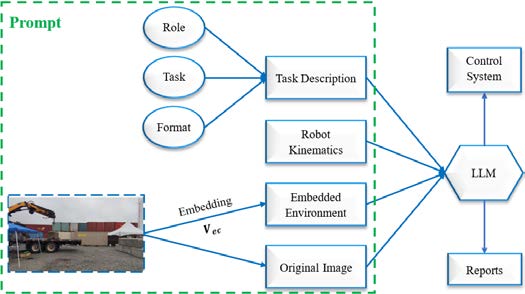 Prompt
Role
Task
Format
Task Description
Robot
Kinematics
Embedding
V_ec
Embedded
Environment
Original Image
Control
System
LLM
Reports